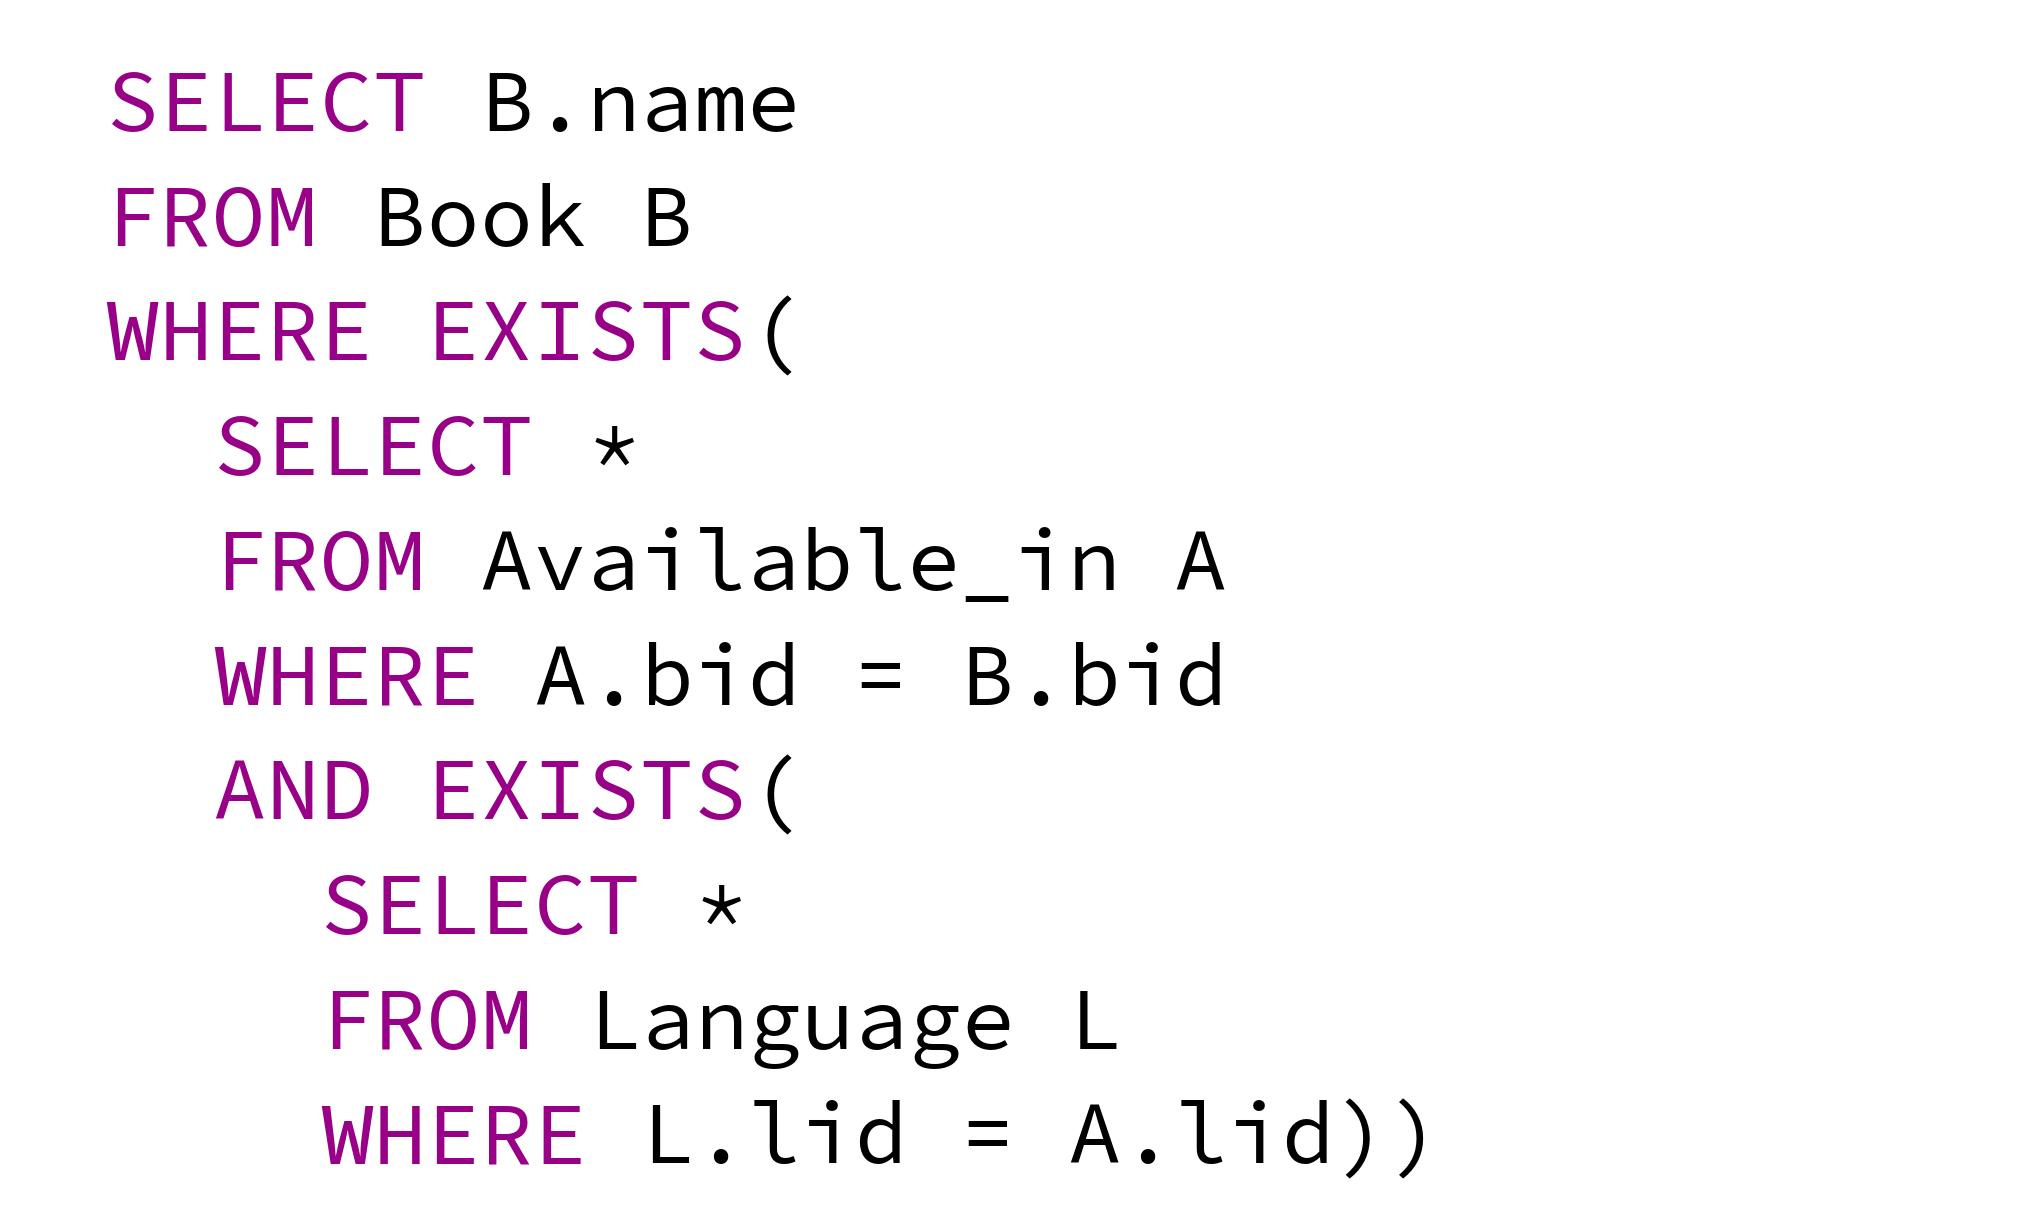 SELECT B.name
FROM Book B
WHERE EXISTS(
  SELECT *
  FROM Available_in A
  WHERE A.bid = B.bid
  AND EXISTS(
    SELECT *
    FROM Language L
    WHERE L.lid = A.lid))